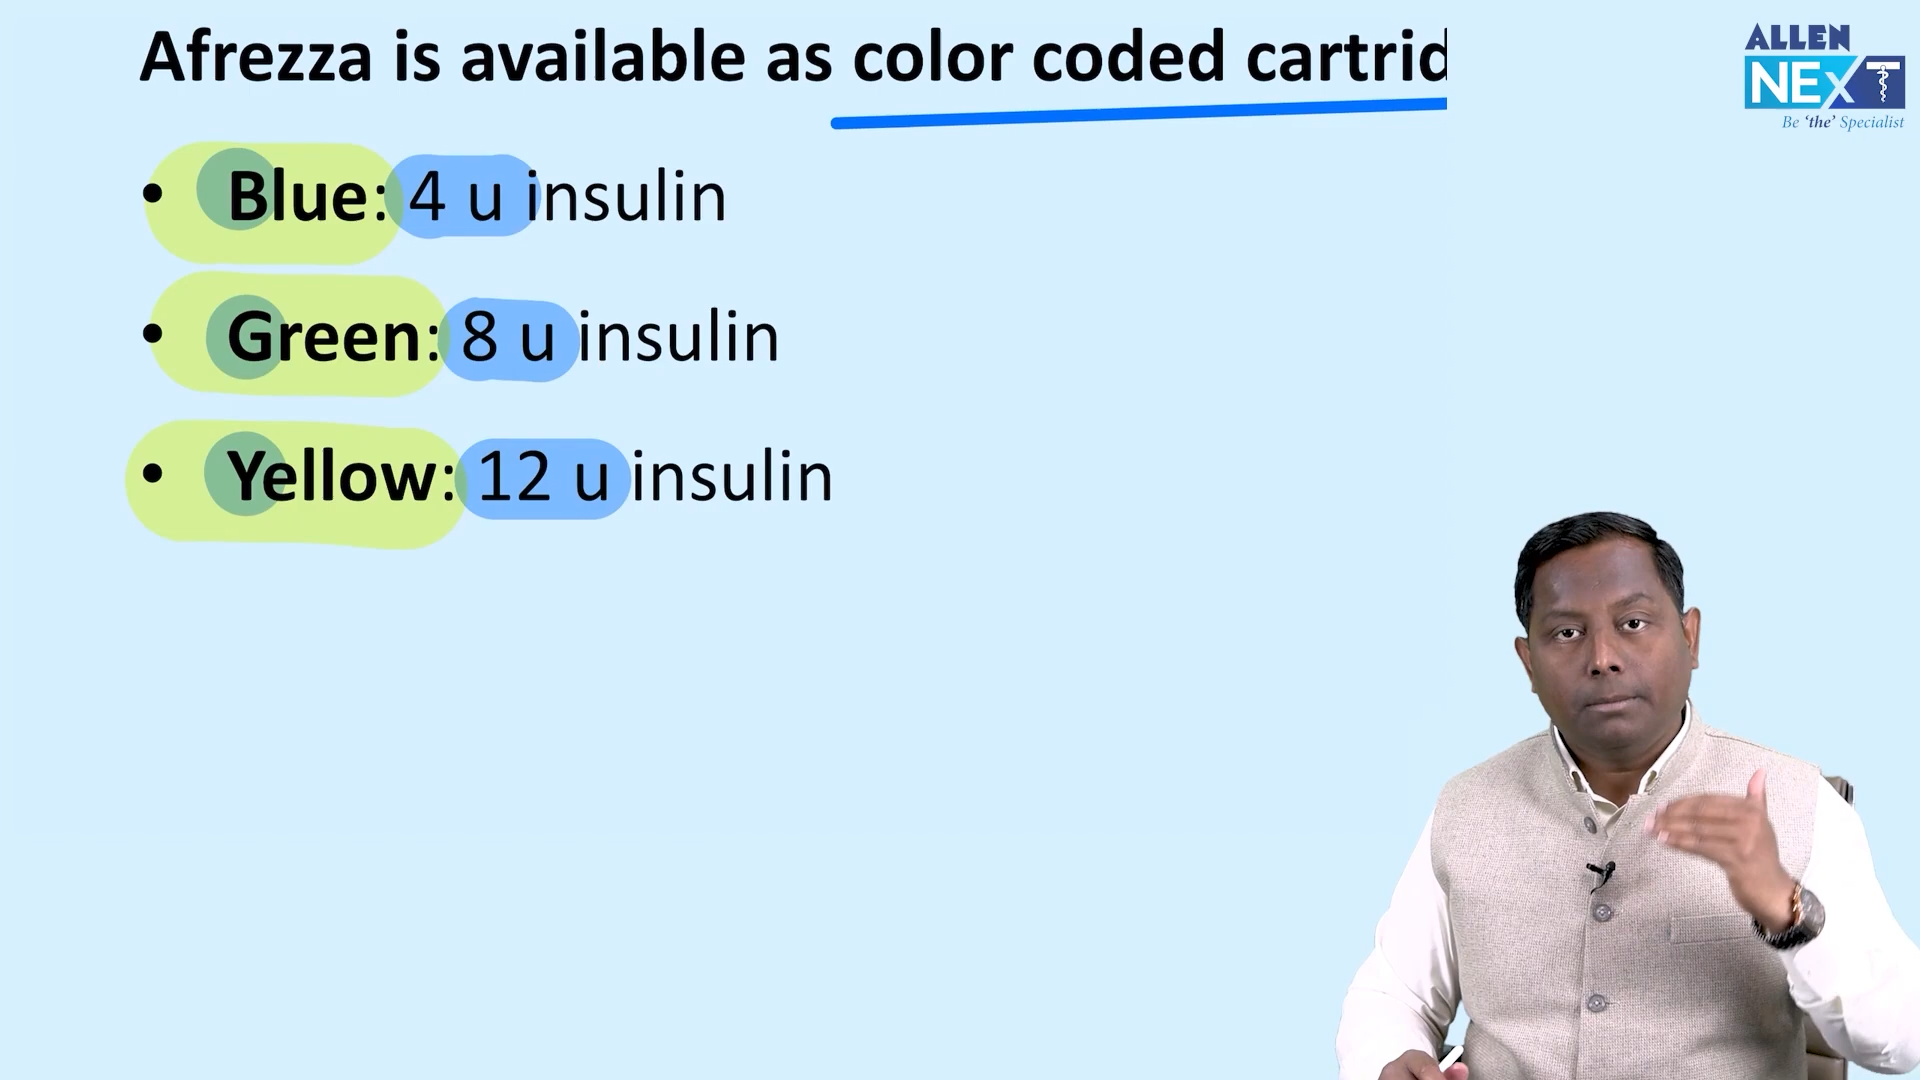 Afrezza is available as color coded cartrid
• Blue: 4 u insulin
• Green: 8 u insulin
• Yellow: 12 u insulin
ALLEN
NExT
Be 'the' Specialist